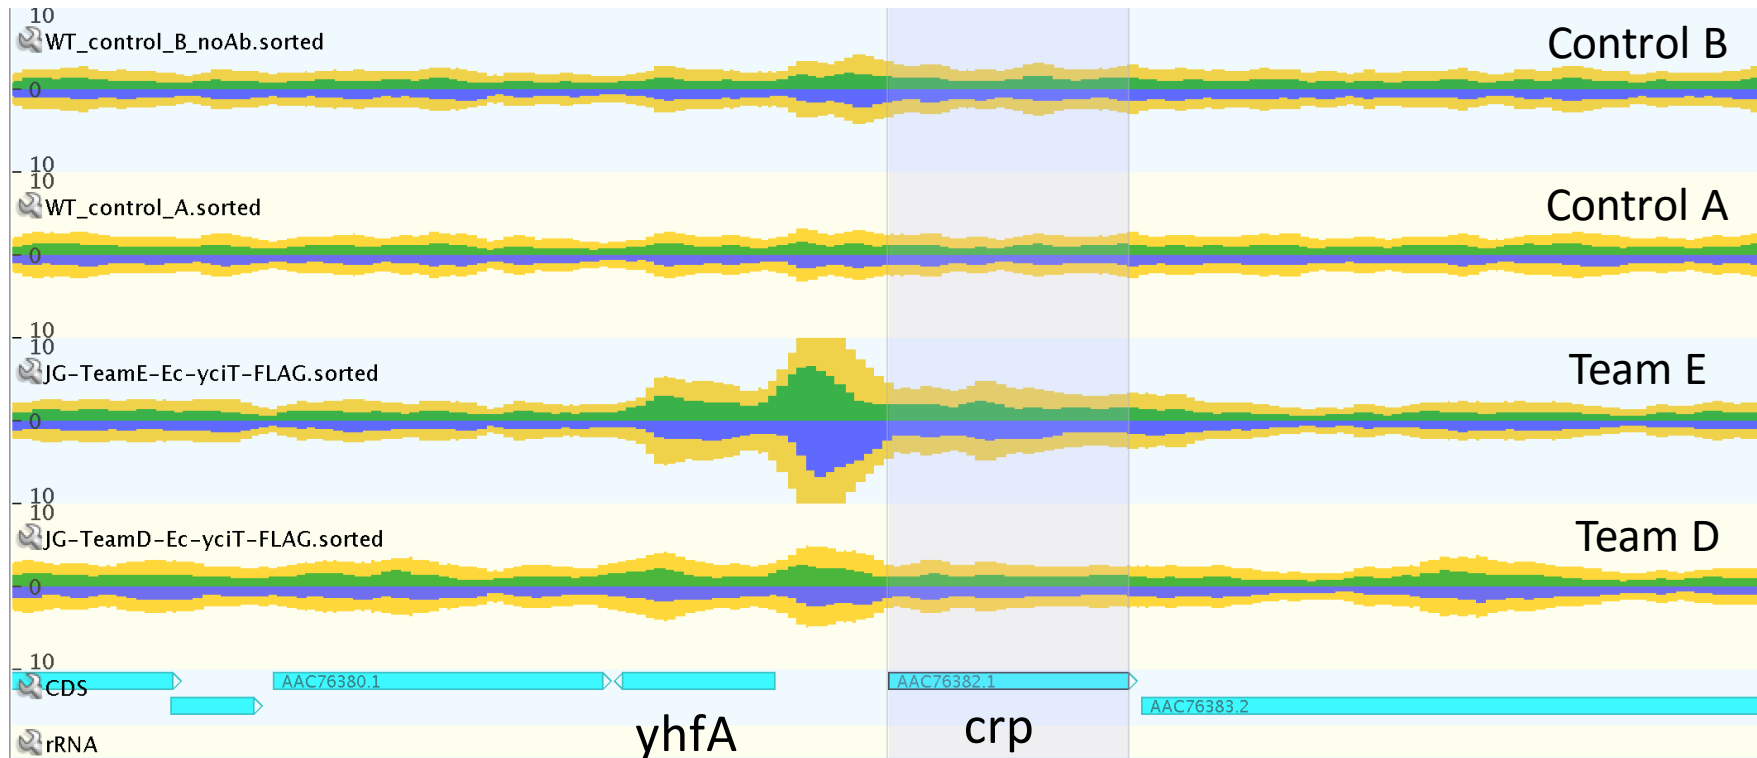 10
WT_control_B_noAb.sorted
Control B
0
10
10
WT_control_A.sorted
Control A
0
10
10
JG-TeamE-Ec-yciT-FLAG.sorted
Team E
0
10
10
JG-TeamD-Ec-yciT-FLAG.sorted
Team D
0
10
CDS
AAC76380.1
AAC76382.1
AAC76383.2
yhfA
crp
rRNA